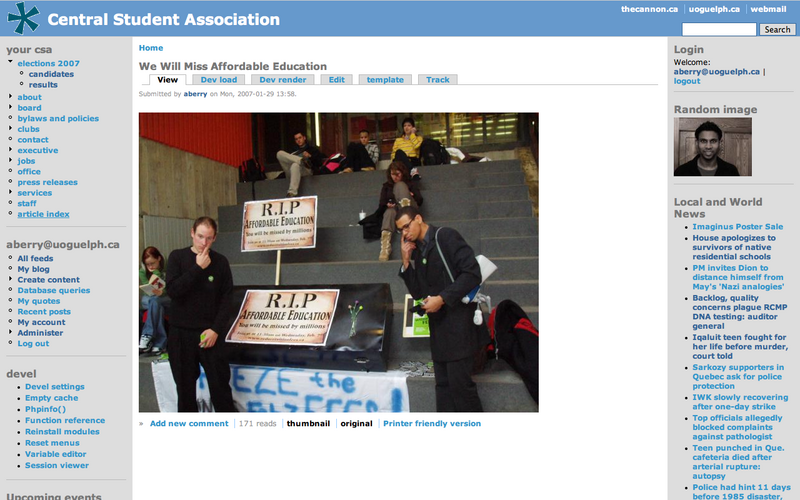 thecannon.ca | uoguelph.ca | webmail
Central Student Association
Search
your csa
elections 2007
candidates
results
about
board
bylaws and policies
clubs
contact
executive
jobs
office
press releases
services
staff
article index
aberry@uoguelph.ca
All feeds
My blog
Create content
Database queries
My quotes
Recent posts
My account
Administer
Log out
devel
Devel settings
Empty cache
Phpinfo()
Function reference
Reinstall modules
Reset menus
Variable editor
Session viewer
Upcoming events
Home
We Will Miss Affordable Education
View Dev load Dev render Edit template Track
Submitted by aberry on Mon, 2007-01-29 13:58.
R.I.P
AFFORDABLE EDUCATION
You will be missed by millions
R.I.P
AFFORDABLE EDUCATION
You will be missed by millions
the
» Add new comment | 171 reads | thumbnail | original | Printer friendly version
Login
Welcome:
aberry@uoguelph.ca |
logout
Random image
Local and World
News
Imaginus Poster Sale
House apologizes to
survivors of native
residential schools
PM invites Dion to
distance himself from
May's 'Nazi analogies'
Backlog, quality
concerns plague RCMP
DNA testing: auditor
general
Iqaluit teen fought for
her life before murder,
court told
Sarkozy supporters in
Quebec ask for police
protection
IWK slowly recovering
after one-day strike
Top officials allegedly
blocked complaints
against pathologist
Teen punched in Que.
cafeteria died after
arterial rupture:
autopsy
Police had hint 11 days
before 1985 disaster,